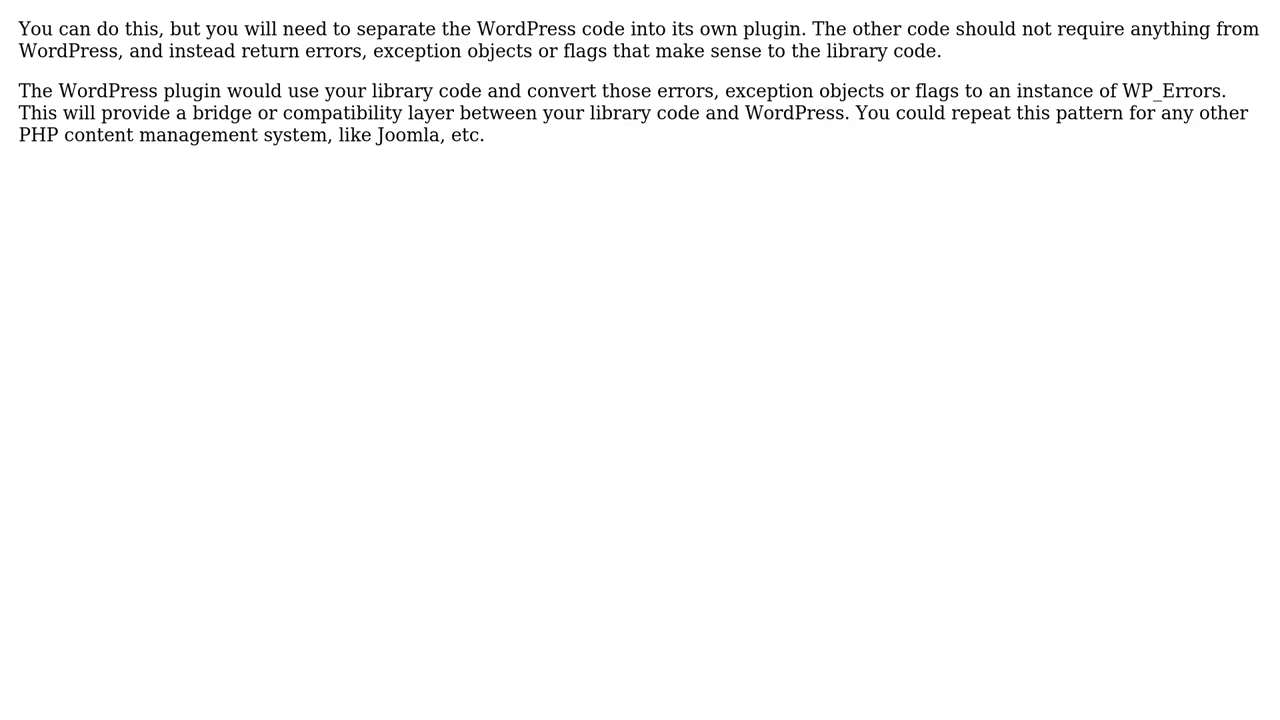 You can do this, but you will need to separate the WordPress code into its own plugin. The other code should not require anything from
WordPress, and instead return errors, exception objects or flags that make sense to the library code.
The WordPress plugin would use your library code and convert those errors, exception objects or flags to an instance of WP_Errors.
This will provide a bridge or compatibility layer between your library code and WordPress. You could repeat this pattern for any other
PHP content management system, like Joomla, etc.